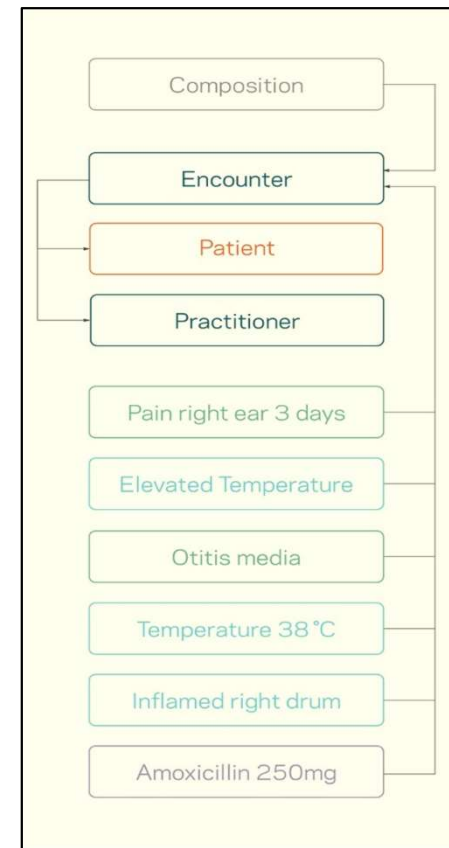 Composition
Encounter
Patient
Practitioner
Pain right ear 3 days
Elevated Temperature
Otitis media
Temperature 38°C
Inflamed right drum
Amoxicillin 250mg